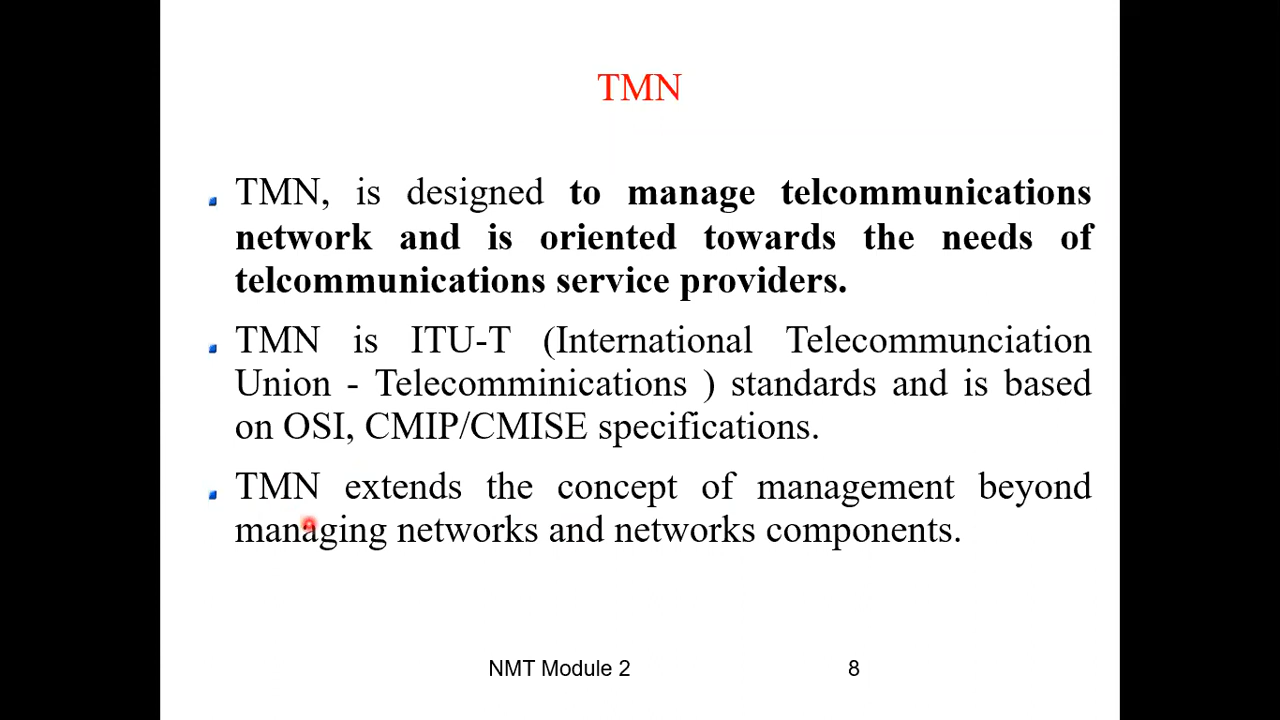 TMN
TMN, is designed to manage telcommunications
network and is oriented towards the needs of
telcommunications service providers.
TMN is ITU-T (International Telecommunciation
Union - Telecomminications ) standards and is based
on OSI, CMIP/CMISE specifications.
TMN extends the concept of management beyond
managing networks and networks components.
NMT Module 2 8